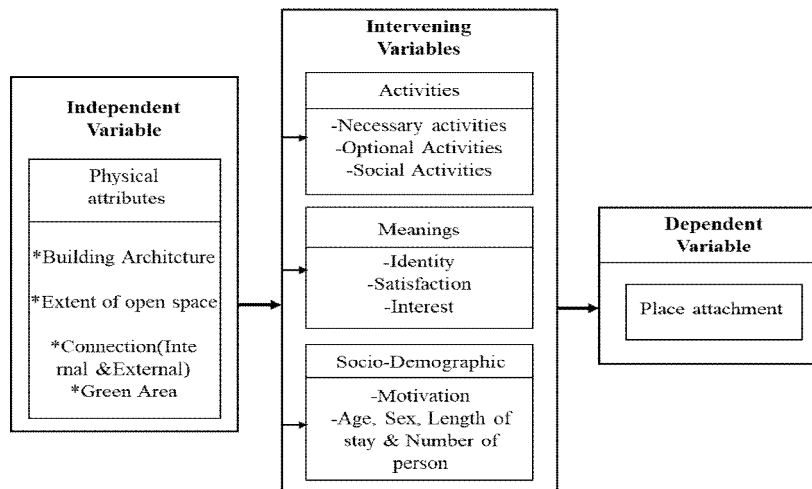 Independent
Variable
Physical
attributes
*Building Architcture
*Extent of open space
*Connection(Inte
rnal &External)
*Green Area
Intervening
Variables
Activities
-Necessary activities
-Optional Activities
-Social Activities
Meanings
-Identity
-Satisfaction
-Interest
Socio-Demographic
-Motivation
-Age, Sex, Length of
stay & Number of
person
Dependent
Variable
Place attachment